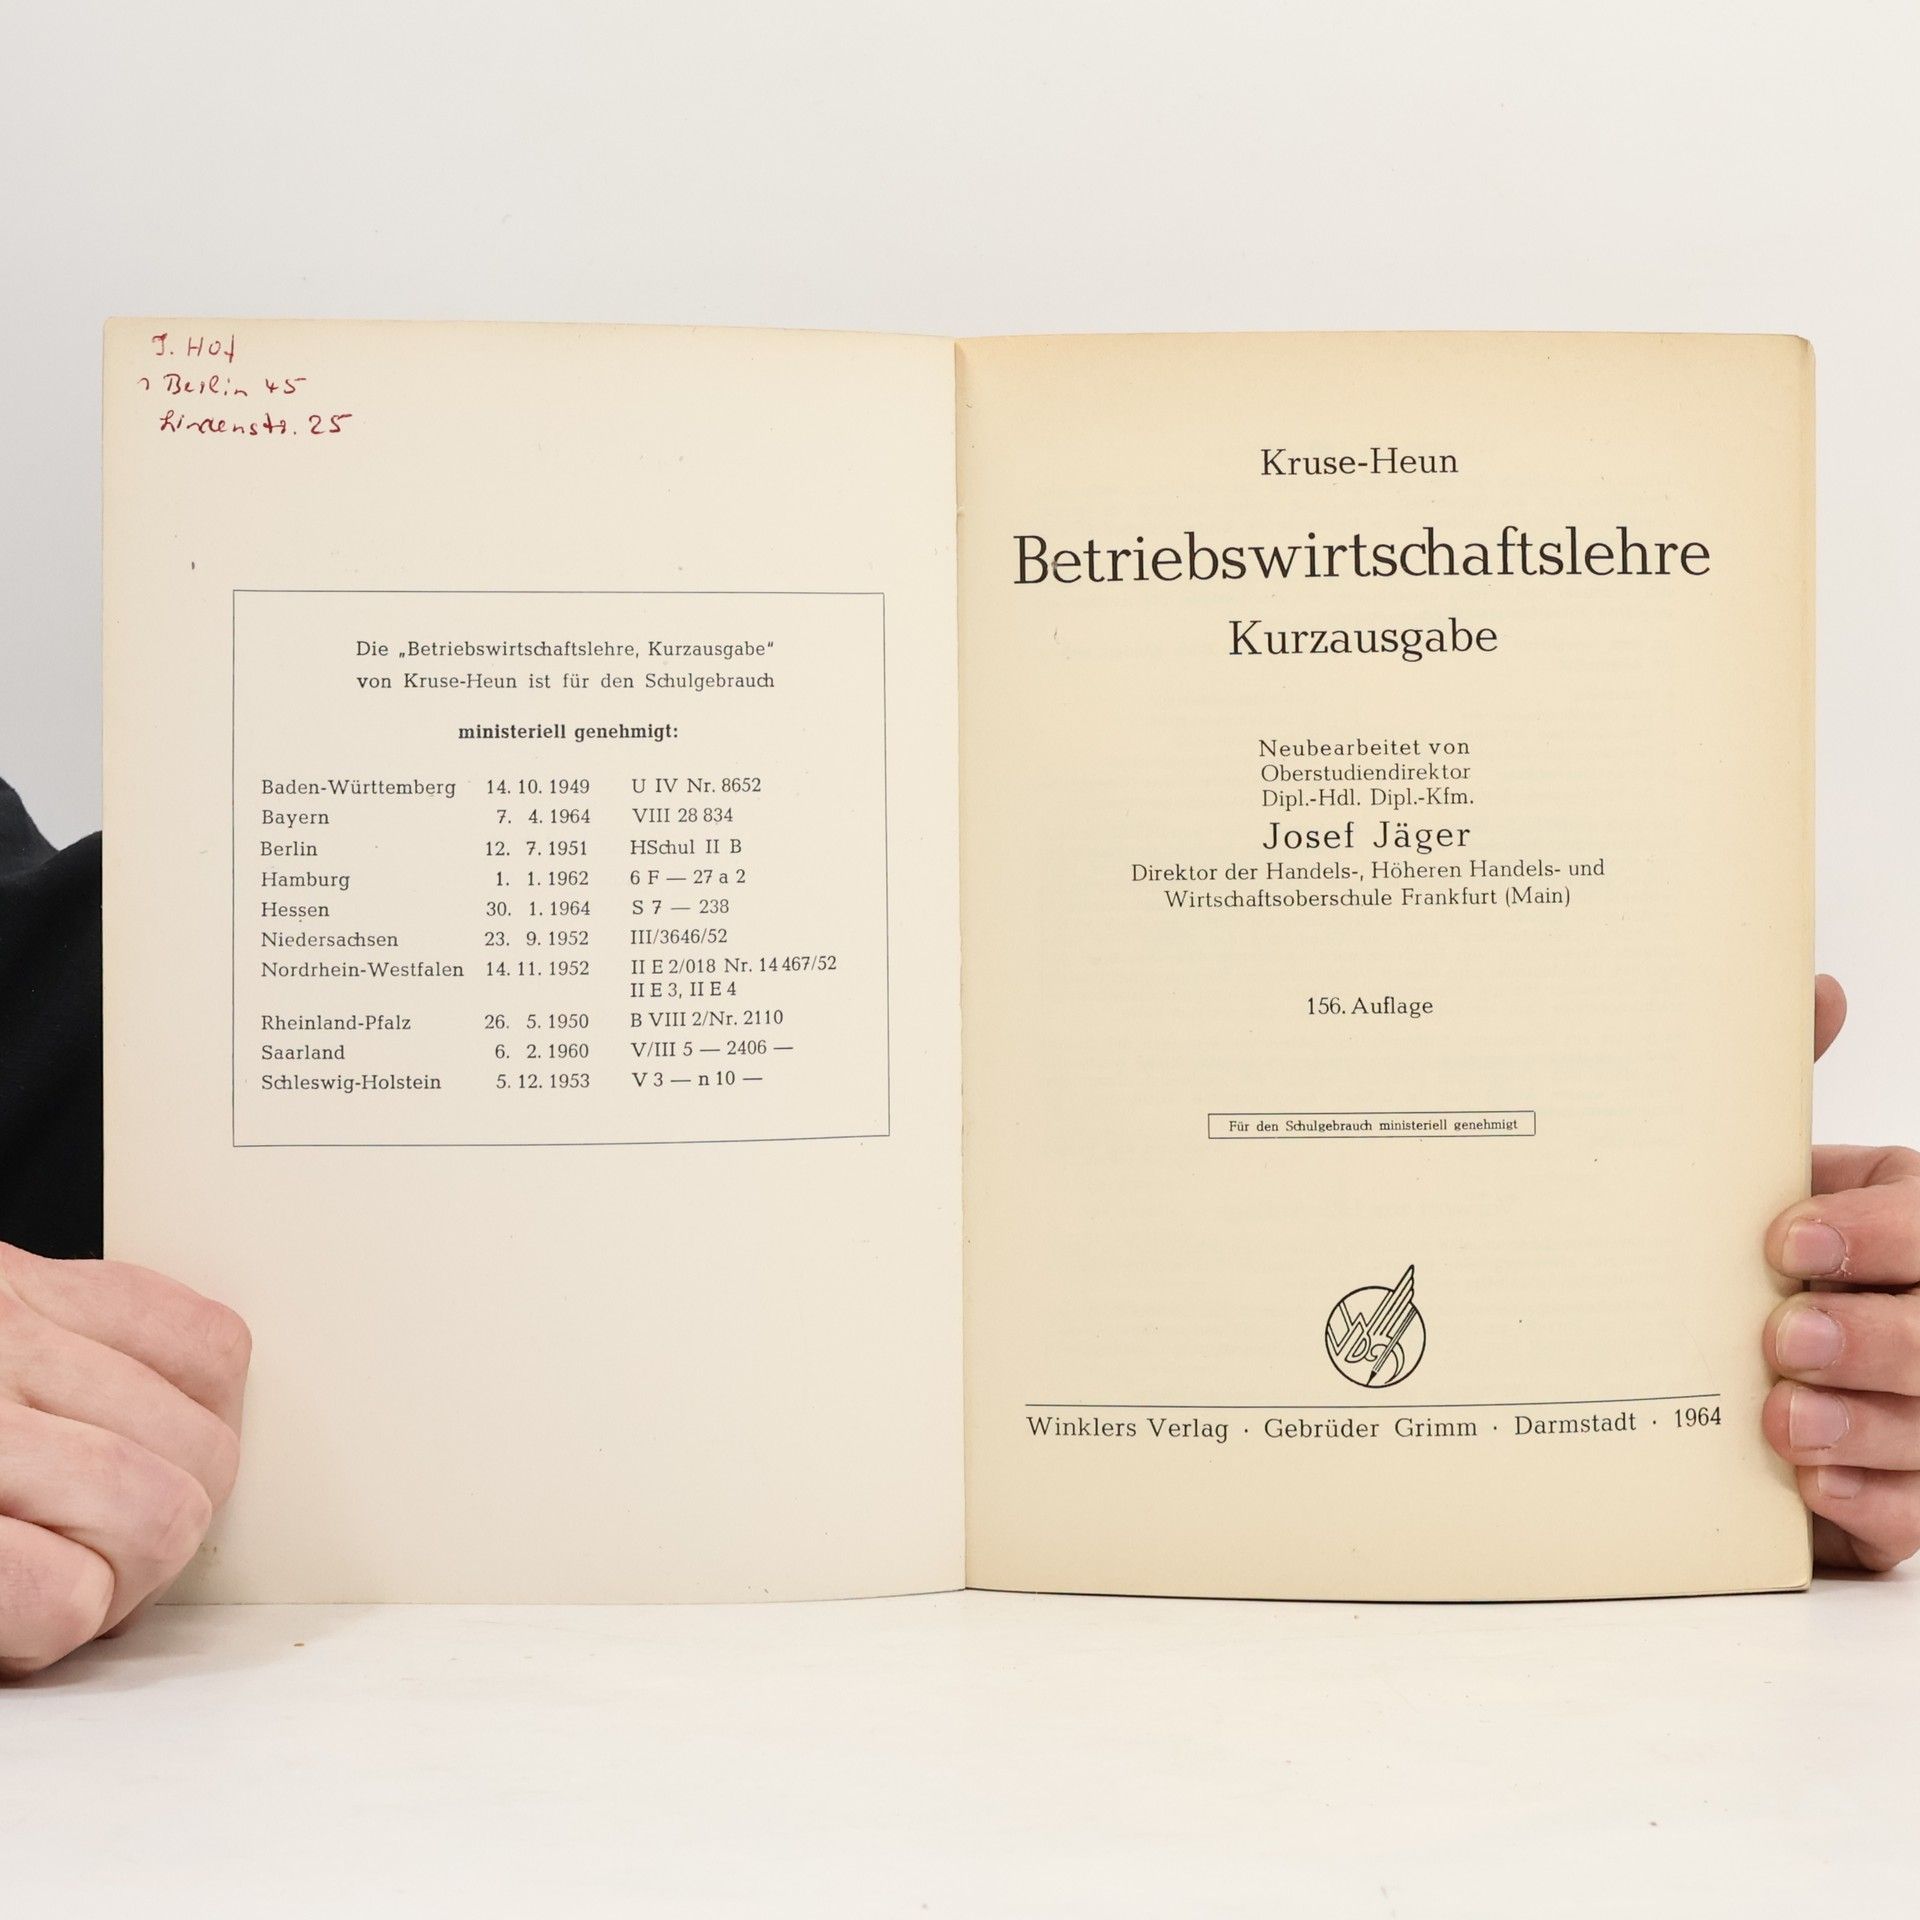 J. Hof
1 Berlin 45
Lindenstr. 25
Die „Betriebswirtschaftslehre, Kurzausgabe“
von Kruse-Heun ist für den Schulgebrauch
ministeriell genehmigt:
Baden-Württemberg 14. 10. 1949 U IV Nr. 8652
Bayern 7. 4. 1964 VIII 28 834
Berlin 12. 7. 1951 HSchul II B
Hamburg 1. 1. 1962 6 F — 27 a 2
Hessen 30. 1. 1964 S 7 — 238
Niedersachsen 23. 9. 1952 III/3646/52
Nordrhein-Westfalen 14. 11. 1952 II E 2/018 Nr. 14 467/52
II E 3, II E 4
Rheinland-Pfalz 26. 5. 1950 B VIII 2/Nr. 2110
Saarland 6. 2. 1960 V/III 5 — 2406 —
Schleswig-Holstein 5. 12. 1953 V 3 — n 10 —
Kruse-Heun
Betriebswirtschaftslehre
Kurzausgabe
Neubearbeitet von
Oberstudiendirektor
Dipl.-Hdl. Dipl.-Kfm.
Josef Jäger
Direktor der Handels-, Höheren Handels- und
Wirtschaftsoberschule Frankfurt (Main)
156. Auflage
Für den Schulgebrauch ministeriell genehmigt
Winklers Verlag · Gebrüder Grimm · Darmstadt · 1964